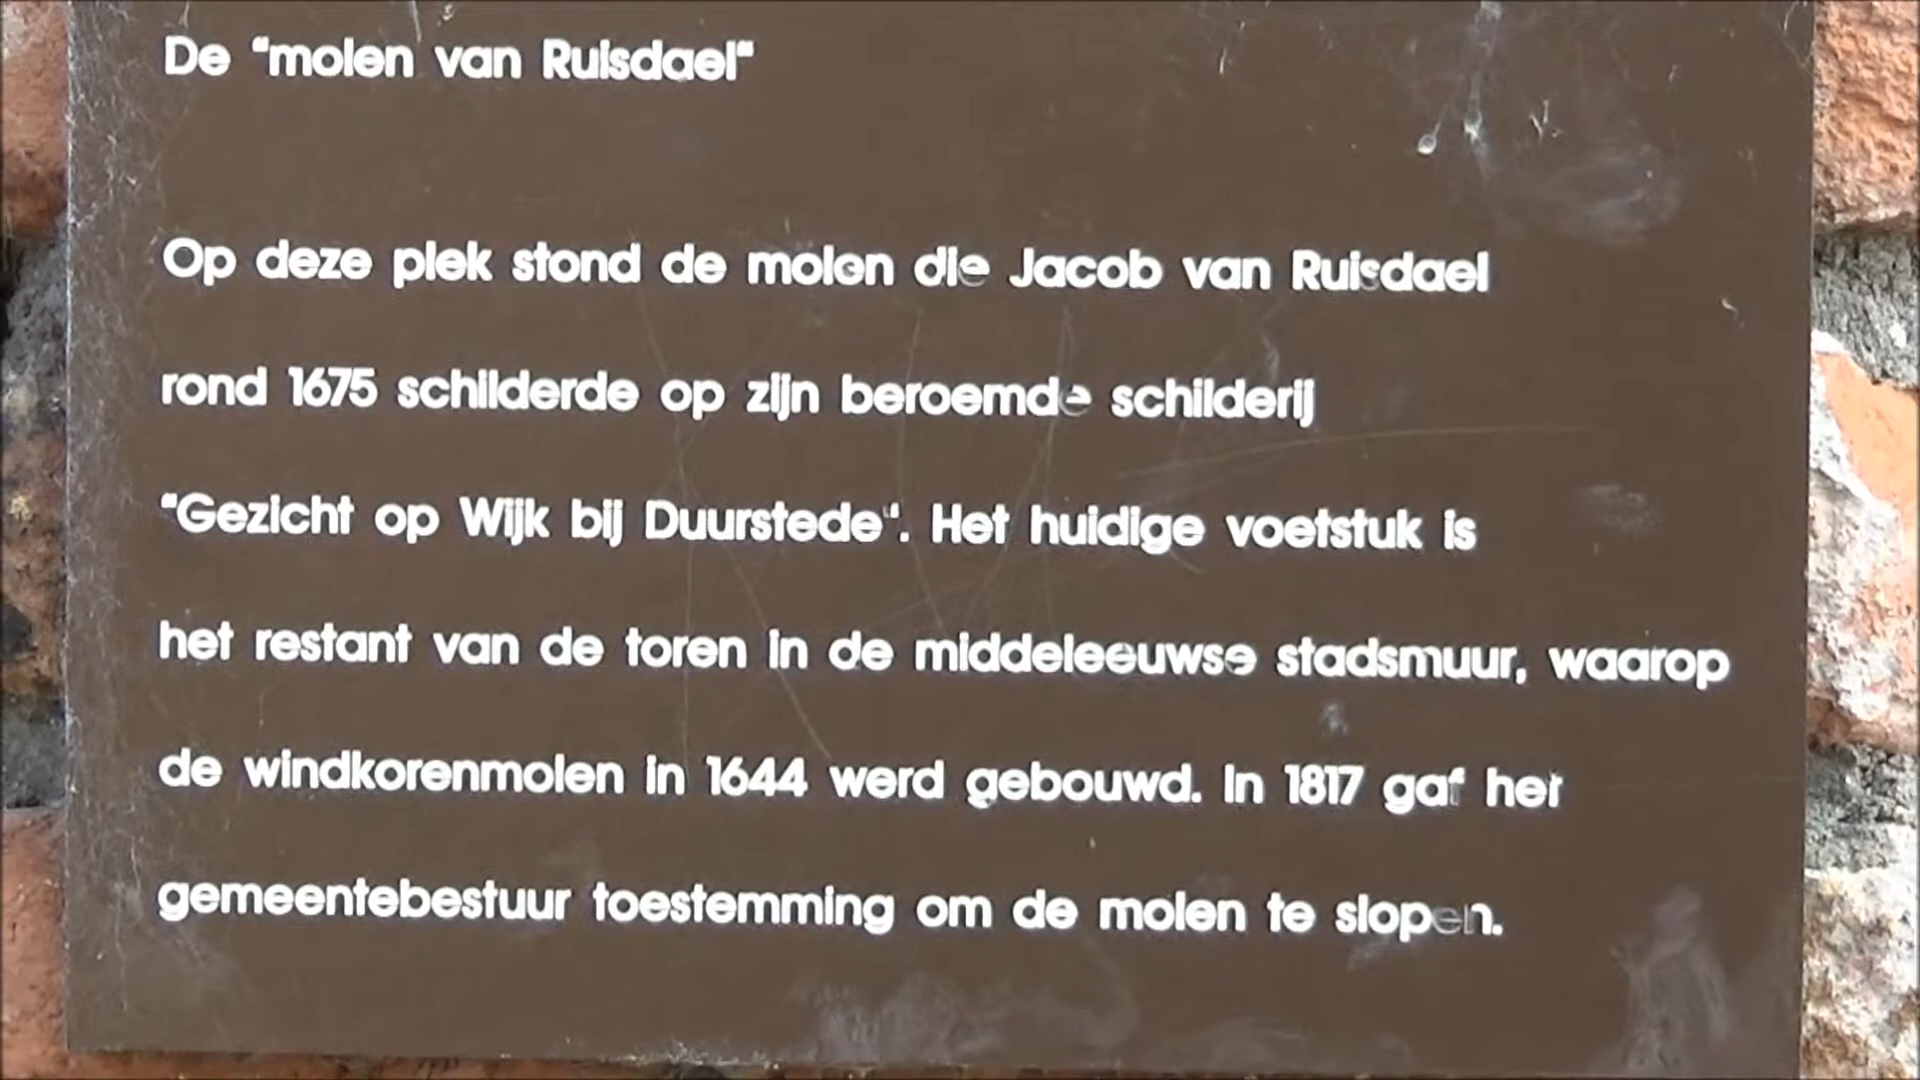 De “molen van Ruisdael“
Op deze plek stond de molen die Jacob van Ruisdael
rond 1675 schilderde op zijn beroemde schilderij
“Gezicht op Wijk bij Duurstede“. Het huidige voetstuk is
het restant van de toren in de middeleeuwse stadsmuur, waarop
de windkorenmolen in 1644 werd gebouwd. In 1817 gaf het
gemeentebestuur toestemming om de molen te slopen.